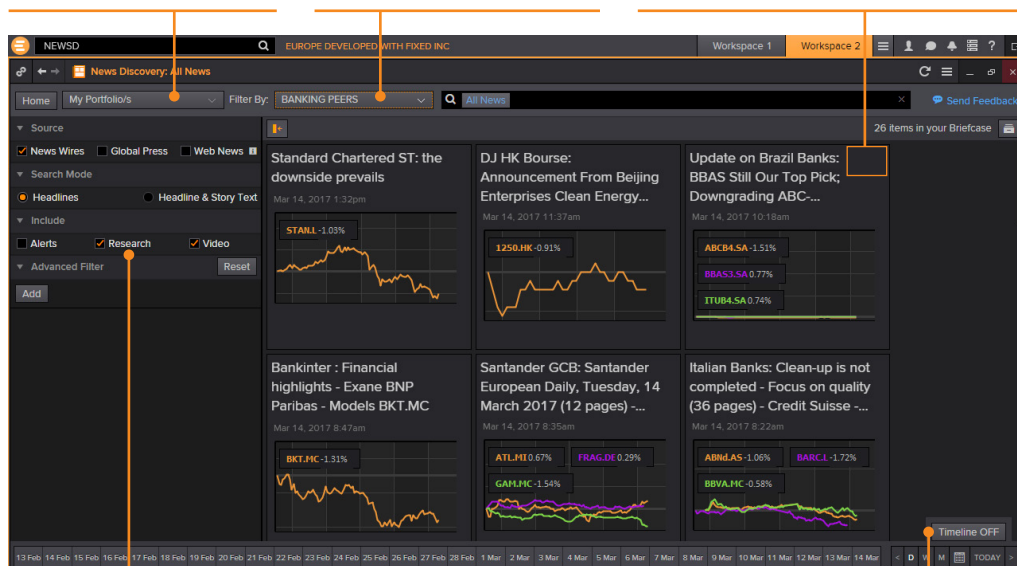 NEWSD
EUROPE DEVELOPED WITH FIXED INC
Workspace 1
Workspace 2
?
News Discovery: All News
Home
My Portfolio/s
Filter By:
BANKING PEERS
All News
Send Feedback
Source
26 items in your Briefcase
News Wires
Global Press
Web News
Search Mode
Headlines
Headline & Story Text
Include
Alerts
Research
Video
Advanced Filter
Reset
Add
Standard Chartered ST: the
downside prevails
Mar 14, 2017 1:32pm
STAN.L -1.03%
DJ HK Bourse:
Announcement From Beijing
Enterprises Clean Energy...
Mar 14, 2017 11:37am
1250.HK -0.91%
Update on Brazil Banks:
BBAS Still Our Top Pick;
Downgrading ABC-...
Mar 14, 2017 10:18am
ABCB4.SA -1.51%
BBAS3.SA 0.77%
ITUB4.SA 0.74%
Bankinter : Financial
highlights - Exane BNP
Paribas - Models BKT.MC
Mar 14, 2017 8:47am
BKT.MC -1.31%
Santander GCB: Santander
European Daily, Tuesday, 14
March 2017 (12 pages) -...
Mar 14, 2017 8:35am
ATL.MI 0.67% FRAG.DE 0.29%
GAM.MC -1.54%
Italian Banks: Clean-up is not
completed - Focus on quality
(36 pages) - Credit Suisse -...
Mar 14, 2017 8:22am
ABNd.AS -1.06% BARC.L -1.72%
BBVA.MC -0.58%
Timeline OFF
13 Feb 14 Feb 15 Feb 16 Feb 17 Feb 18 Feb 19 Feb 20 Feb 21 Feb 22 Feb 23 Feb 24 Feb 25 Feb 26 Feb 27 Feb 28 Feb 1 Mar 2 Mar 3 Mar 4 Mar 5 Mar 6 Mar 7 Mar 8 Mar 9 Mar 10 Mar 11 Mar 12 Mar 13 Mar 14 Mar < D W M TODAY >